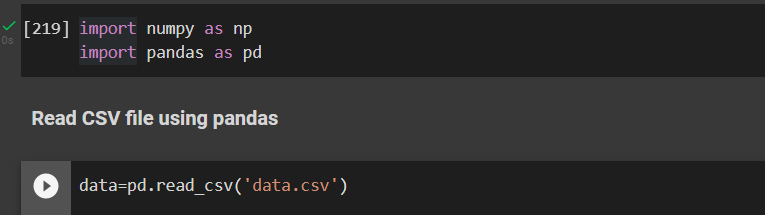 [219] import numpy as np
0s
import pandas as pd
Read CSV file using pandas
data=pd.read_csv('data.csv')